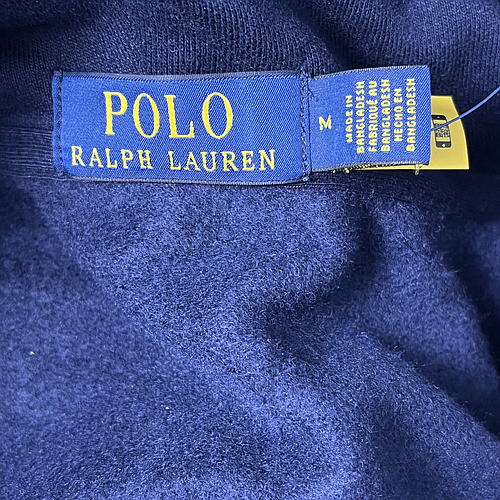 POLO
RALPH LAUREN
M
MADE IN
BANGLADESH
FABRIQUÉ AU
BANGLADESH
HECHO EN
BANGLADESH